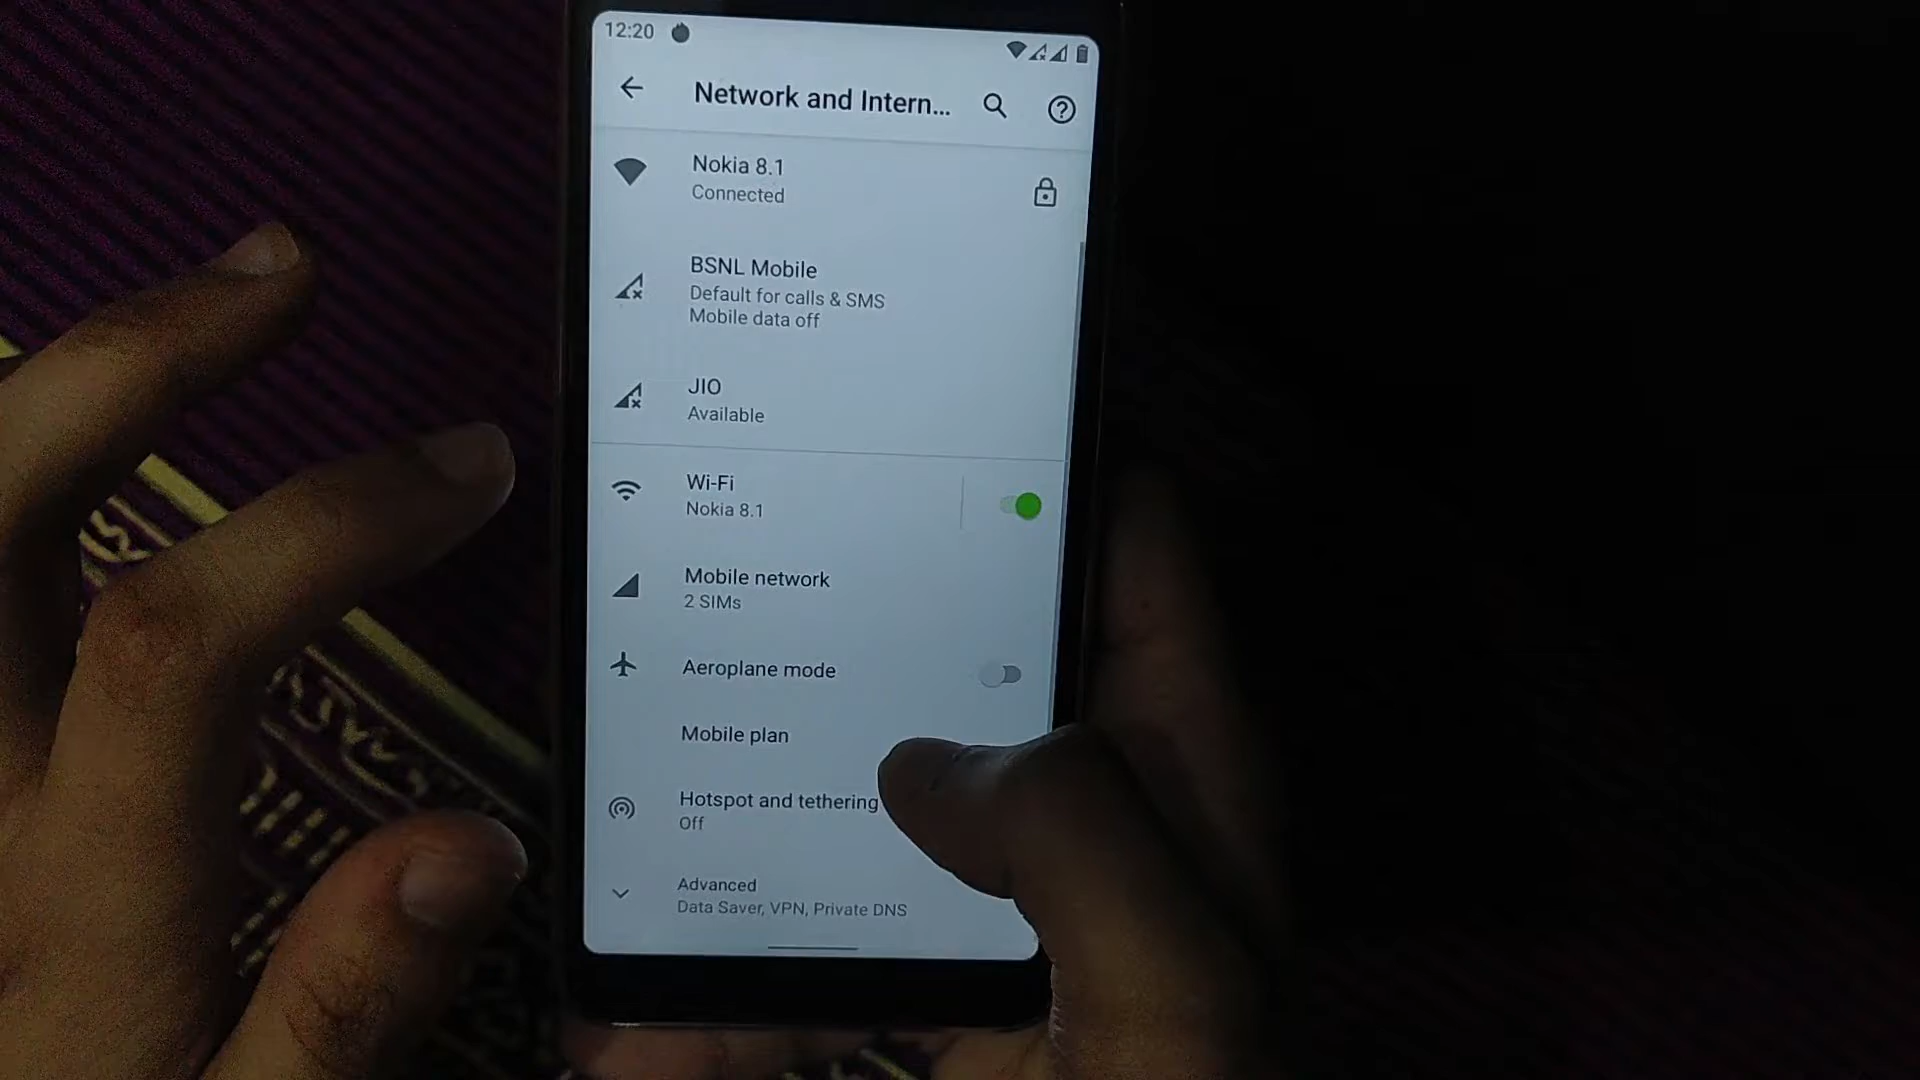 12:20
Network and Intern...
Nokia 8.1
Connected
BSNL Mobile
Default for calls & SMS
Mobile data off
JIO
Available
Wi-Fi
Nokia 8.1
Mobile network
2 SIMs
Aeroplane mode
Mobile plan
Hotspot and tethering
Off
Advanced
Data Saver, VPN, Private DNS